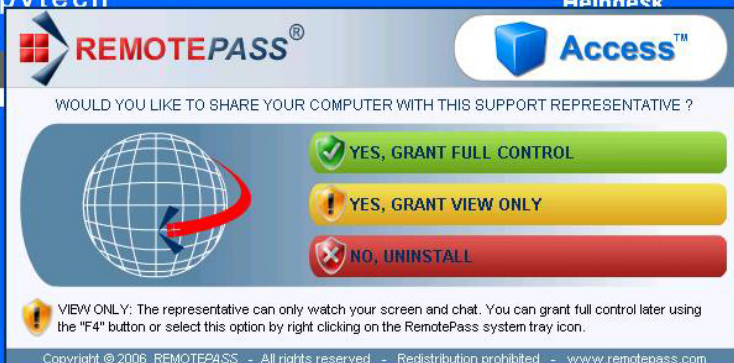 Helpdesk
REMOTEPASS®
Access™
WOULD YOU LIKE TO SHARE YOUR COMPUTER WITH THIS SUPPORT REPRESENTATIVE ?
YES, GRANT FULL CONTROL
YES, GRANT VIEW ONLY
NO, UNINSTALL
VIEW ONLY: The representative can only watch your screen and chat. You can grant full control later using
the "F4" button or select this option by right clicking on the RemotePass system tray icon.
Copyright © 2006 REMOTEPASS - All rights reserved - Redistribution prohibited - www.remotepass.com